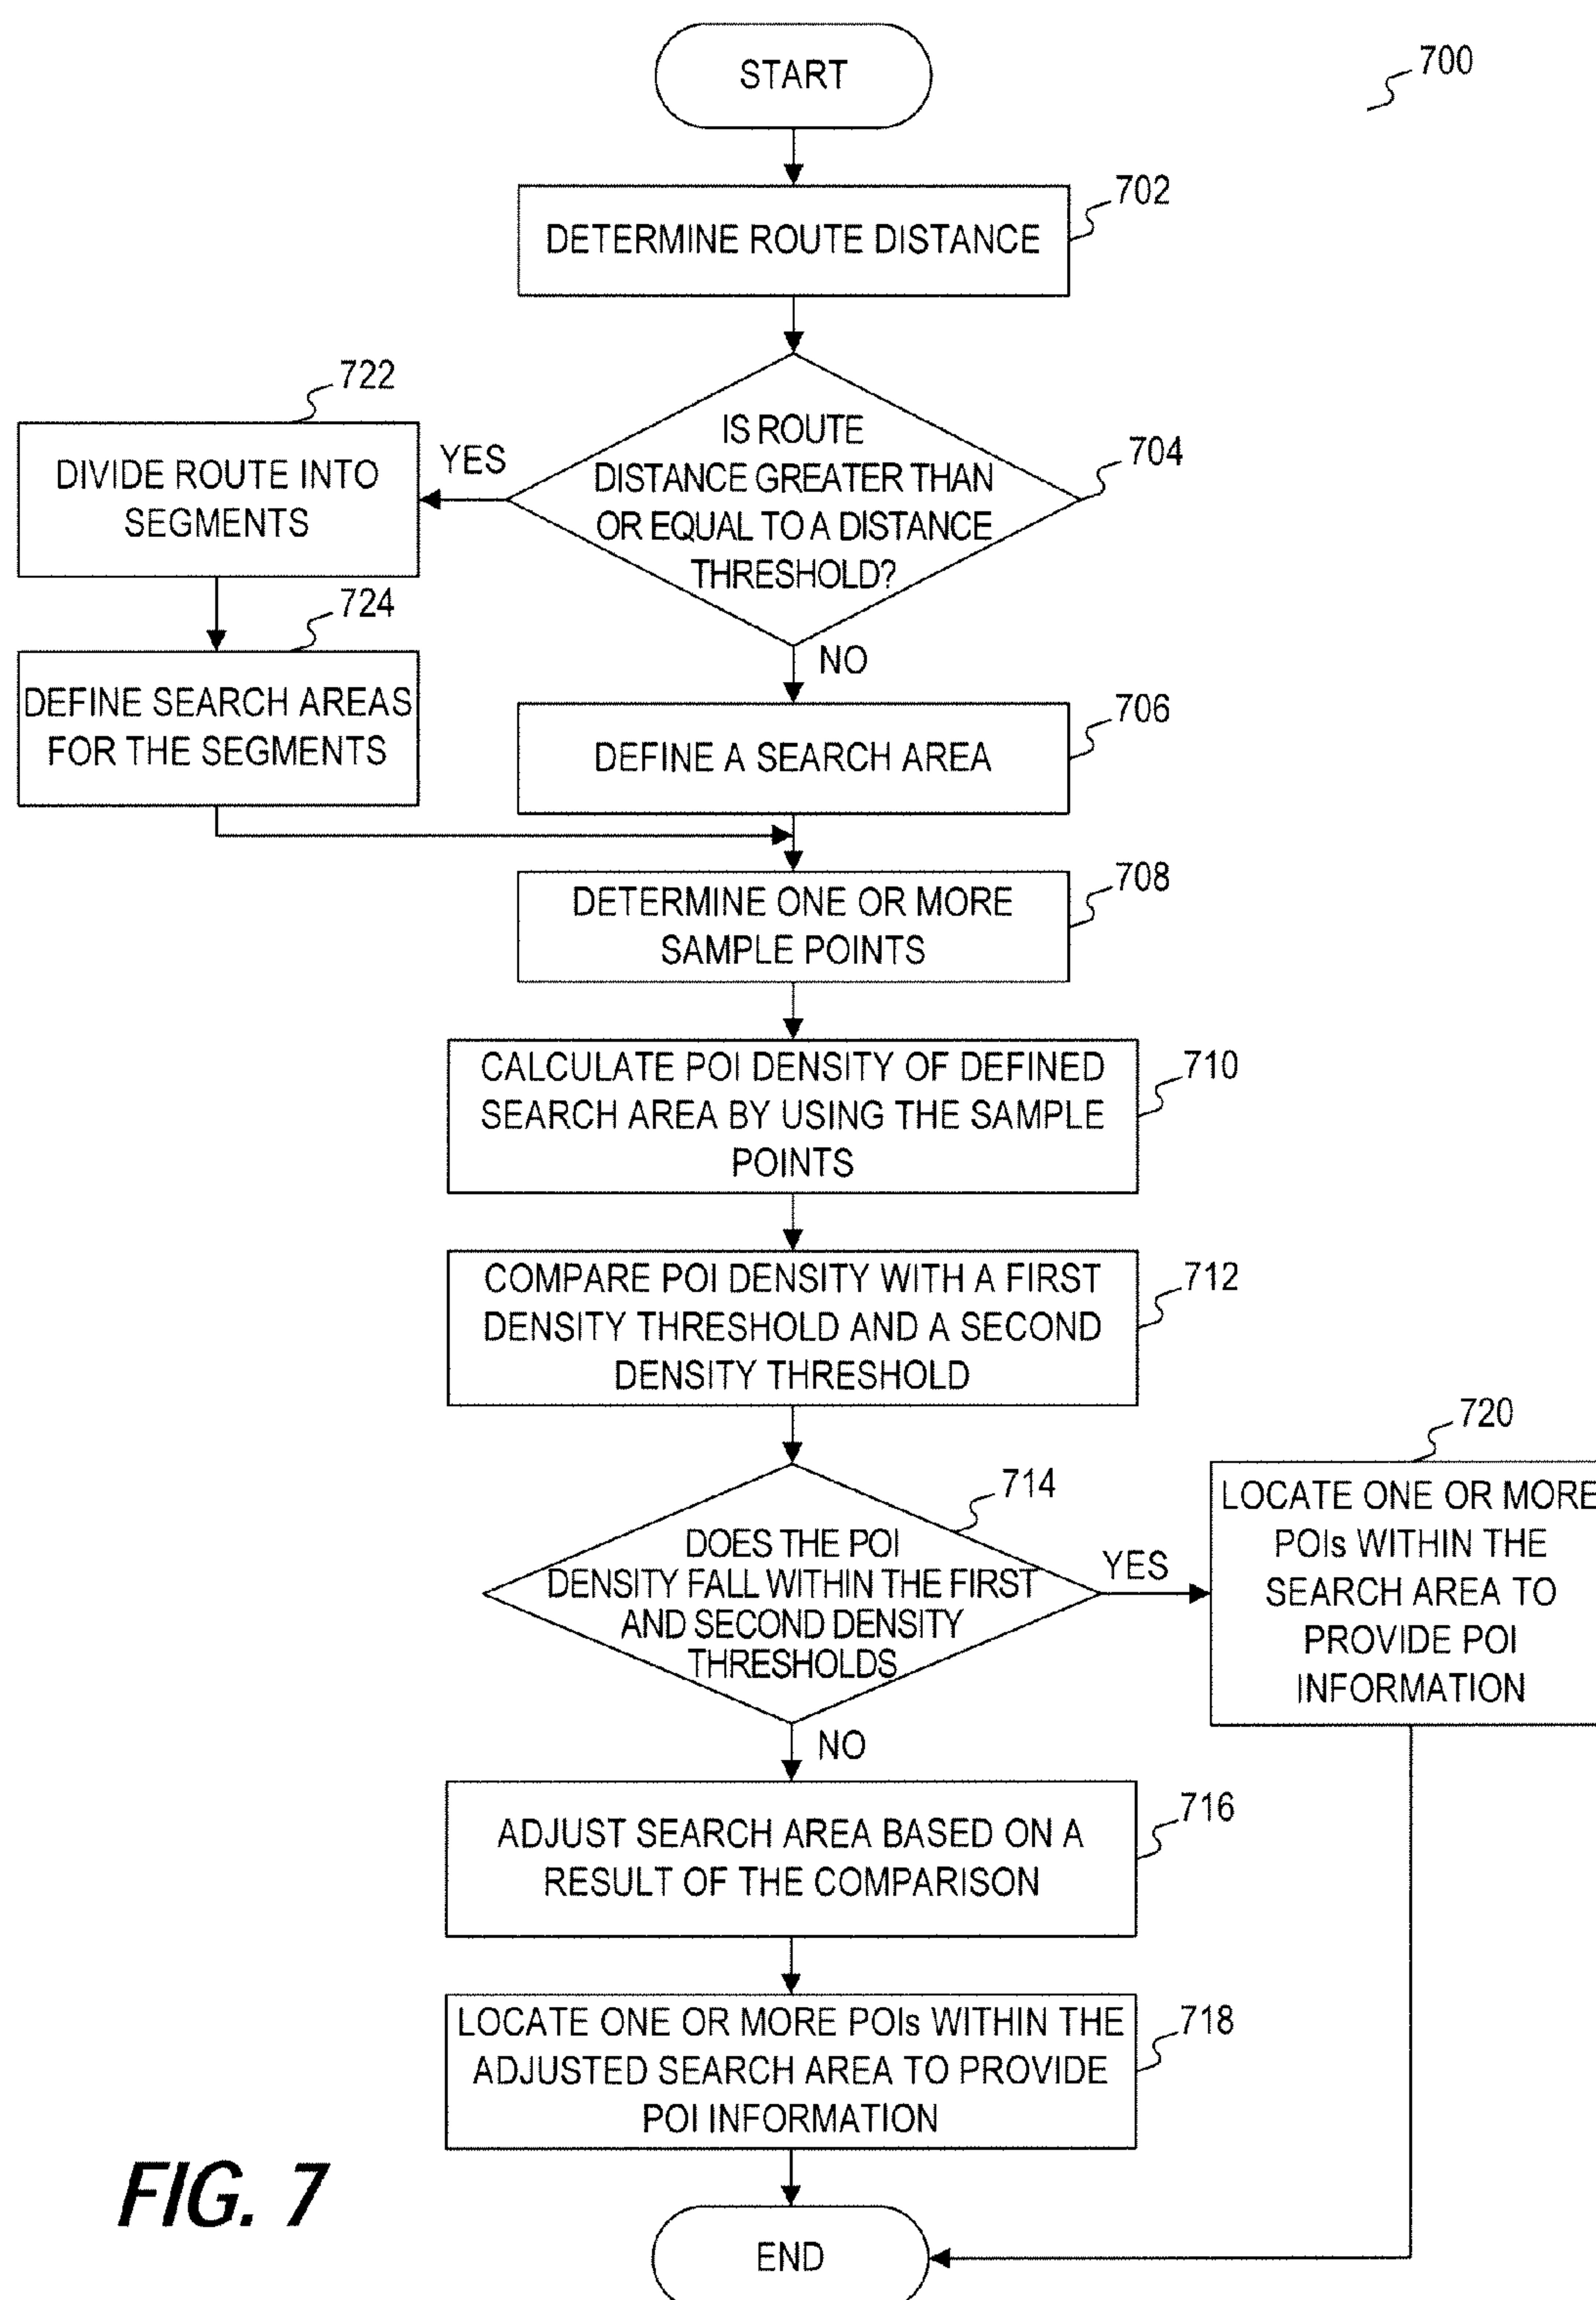 START
700
702
DETERMINE ROUTE DISTANCE
722
DIVIDE ROUTE INTO
SEGMENTS
YES
IS ROUTE
DISTANCE GREATER THAN
OR EQUAL TO A DISTANCE
THRESHOLD?
704
724
DEFINE SEARCH AREAS
FOR THE SEGMENTS
NO
706
DEFINE A SEARCH AREA
708
DETERMINE ONE OR MORE
SAMPLE POINTS
710
CALCULATE POI DENSITY OF DEFINED
SEARCH AREA BY USING THE SAMPLE
POINTS
712
COMPARE POI DENSITY WITH A FIRST
DENSITY THRESHOLD AND A SECOND
DENSITY THRESHOLD
714
DOES THE POI
DENSITY FALL WITHIN THE FIRST
AND SECOND DENSITY
THRESHOLDS
YES
720
LOCATE ONE OR MORE
POIs WITHIN THE
SEARCH AREA TO
PROVIDE POI
INFORMATION
NO
716
ADJUST SEARCH AREA BASED ON A
RESULT OF THE COMPARISON
718
LOCATE ONE OR MORE POIs WITHIN THE
ADJUSTED SEARCH AREA TO PROVIDE
POI INFORMATION
FIG. 7
END